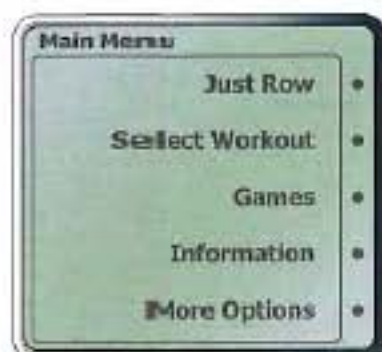 Main Menu
Just Row
Select Workout
Games
Information
More Options